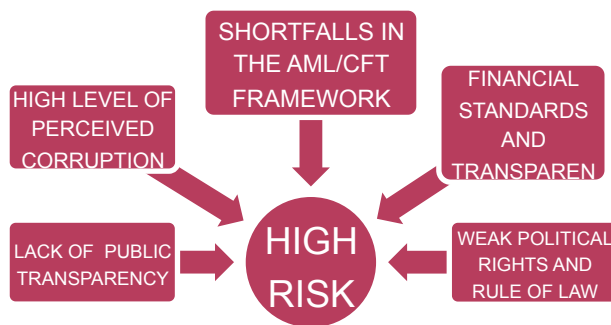 SHORTFALLS IN
THE AML/CFT
FRAMEWORK
HIGH LEVEL OF
PERCEIVED
CORRUPTION
FINANCIAL
STANDARDS
AND
TRANSPAREN
LACK OF PUBLIC
TRANSPARENCY
HIGH
RISK
WEAK POLITICAL
RIGHTS AND
RULE OF LAW